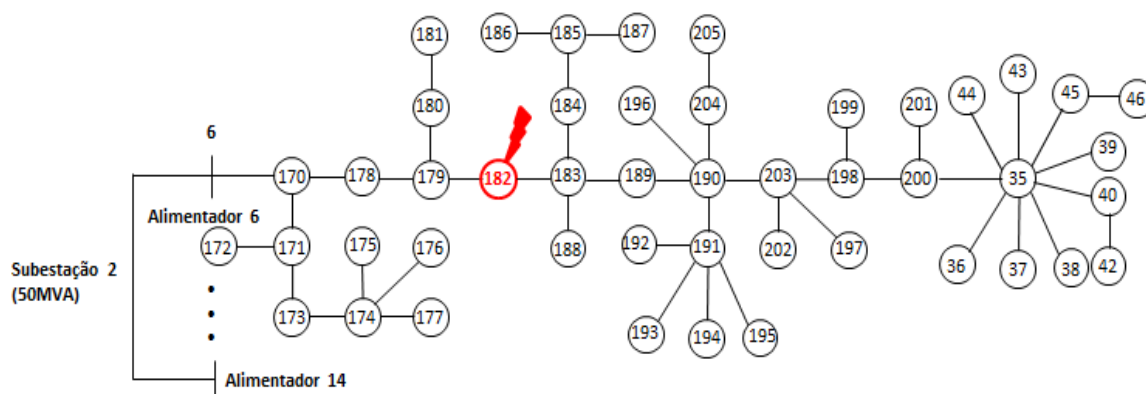 181 186 185 187 205
43
44 45 46
180 184 196 204 199 201
6
39
170 178 179 182 183 189 190 203 198 200 35
40
Alimentador 6
172 171 175 176 188 192 191 202 197
36 37 38 42
Subestação 2
(50MVA)
173 174 177
193 194 195
Alimentador 14